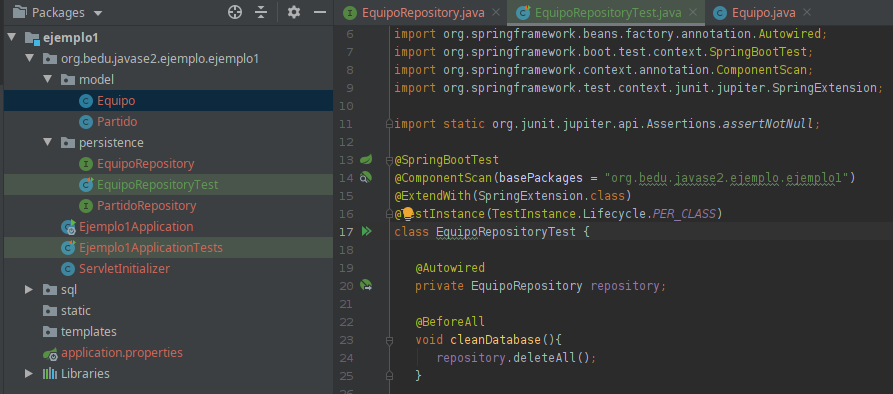 Packages
ejemplo1
org.bedu.javase2.ejemplo.ejemplo1
model
Equipo
Partido
persistence
EquipoRepository
EquipoRepositoryTest
PartidoRepository
Ejemplo1Application
Ejemplo1ApplicationTests
ServletInitializer
sql
static
templates
application.properties
Libraries
EquipoRepository.java × EquipoRepositoryTest.java × Equipo.java ×
6 import org.springframework.beans.factory.annotation.Autowired;
7 import org.springframework.boot.test.context.SpringBootTest;
8 import org.springframework.context.annotation.ComponentScan;
9 import org.springframework.test.context.junit.jupiter.SpringExtension;
10
11 import static org.junit.jupiter.api.Assertions.assertNotNull;
12
13 @SpringBootTest
14 @ComponentScan(basePackages = "org.bedu.javase2.ejemplo.ejemplo1")
15 @ExtendWith(SpringExtension.class)
16 @TestInstance(TestInstance.Lifecycle.PER_CLASS)
17 class EquipoRepositoryTest {
18
19 @Autowired
20 private EquipoRepository repository;
21
22 @BeforeAll
23 void cleanDatabase(){
24 repository.deleteAll();
25 }